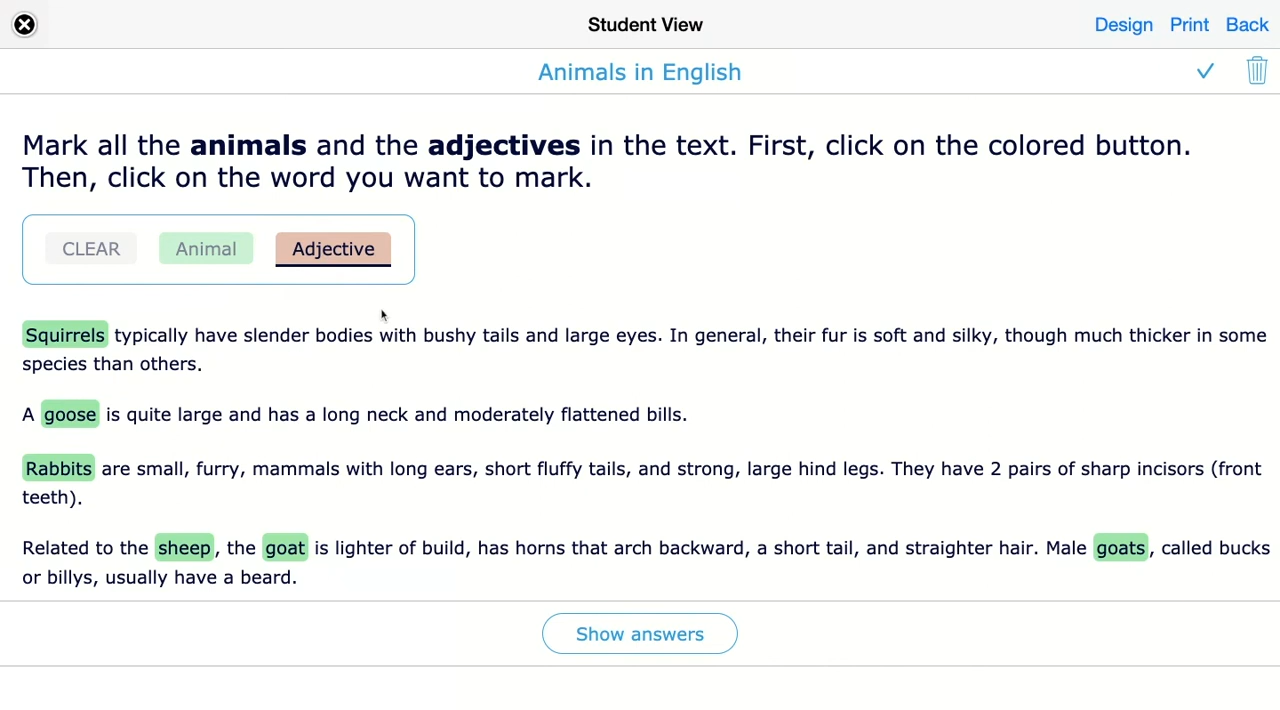 Student View
Design Print Back
Animals in English
Mark all the animals and the adjectives in the text. First, click on the colored button.
Then, click on the word you want to mark.
CLEAR Animal Adjective
Squirrels typically have slender bodies with bushy tails and large eyes. In general, their fur is soft and silky, though much thicker in some
species than others.
A goose is quite large and has a long neck and moderately flattened bills.
Rabbits are small, furry, mammals with long ears, short fluffy tails, and strong, large hind legs. They have 2 pairs of sharp incisors (front
teeth).
Related to the sheep, the goat is lighter of build, has horns that arch backward, a short tail, and straighter hair. Male goats, called bucks
or billys, usually have a beard.
Show answers